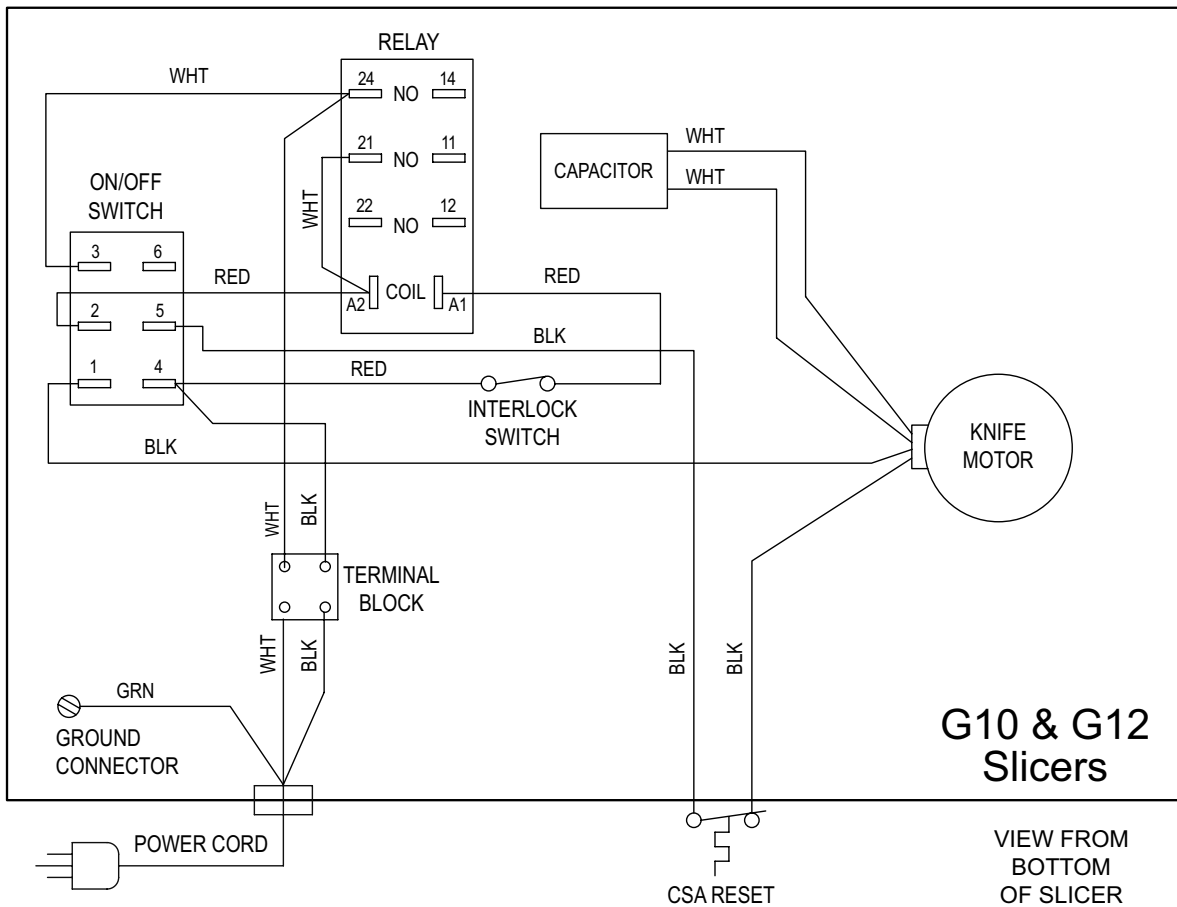 RELAY
WHT
24 NO 14
21 NO 11
WHT
22 NO 12
A2 COIL A1
ON/OFF
SWITCH
3 6
2 5
1 4
RED
RED
BLK
RED
INTERLOCK
SWITCH
BLK
CAPACITOR
WHT
WHT
KNIFE
MOTOR
WHT
BLK
TERMINAL
BLOCK
WHT
BLK
BLK
BLK
GRN
GROUND
CONNECTOR
G10 & G12
Slicers
POWER CORD
CSA RESET
VIEW FROM
BOTTOM
OF SLICER